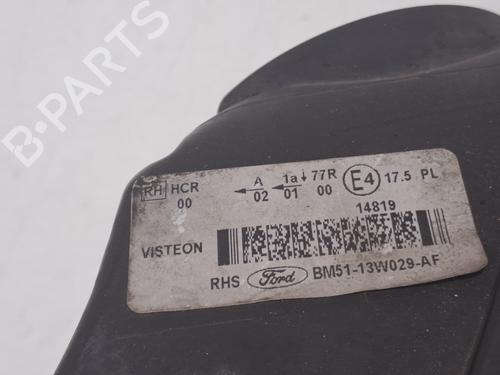 B-PARTS
RH HCR A 1a 77R E4 17.5 PL
00 02 01 00
14819
VISTEON
RHS Ford BM51-13W029-AF